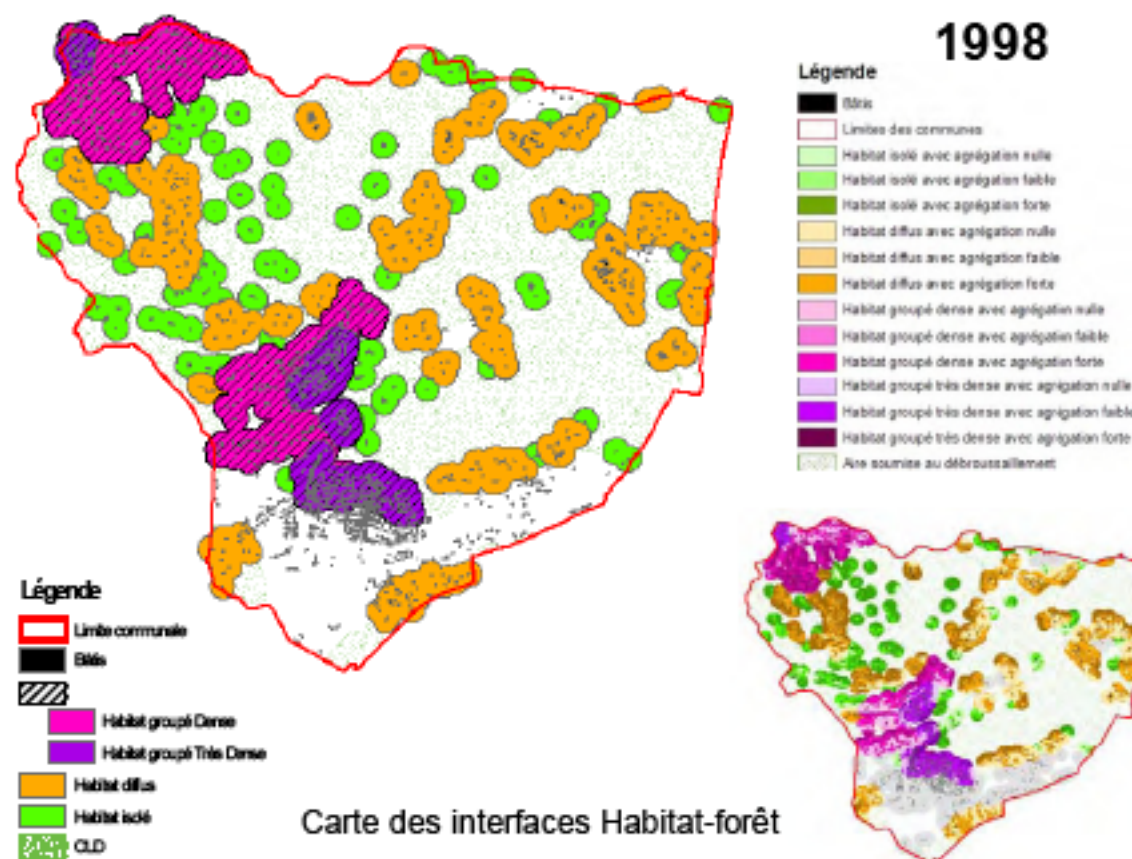 1998
Légende
Bâtis
Limites des communes
Habitat isolé avec agrégation nulle
Habitat isolé avec agrégation faible
Habitat isolé avec agrégation forte
Habitat diffus avec agrégation nulle
Habitat diffus avec agrégation faible
Habitat diffus avec agrégation forte
Habitat groupé dense avec agrégation nulle
Habitat groupé dense avec agrégation faible
Habitat groupé dense avec agrégation forte
Habitat groupé très dense avec agrégation nulle
Habitat groupé très dense avec agrégation faible
Habitat groupé très dense avec agrégation forte
Aire soumise au débroussaillement
Légende
Limite communale
Bâtis
Habitat groupé Dense
Habitat groupé Très Dense
Habitat diffus
Habitat isolé
OLD
Carte des interfaces Habitat-forêt